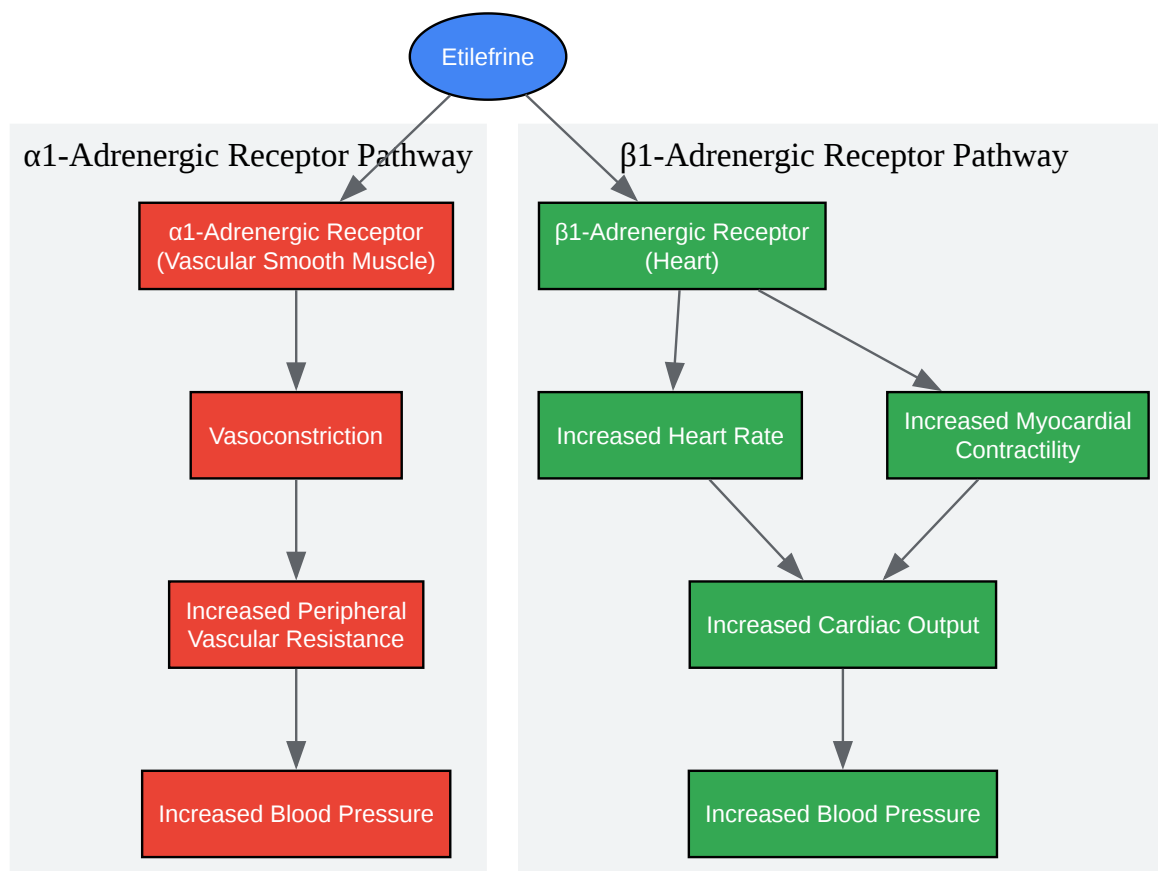 Etilefrine
α1-Adrenergic Receptor Pathway
α1-Adrenergic Receptor
(Vascular Smooth Muscle)
Vasoconstriction
Increased Peripheral
Vascular Resistance
Increased Blood Pressure
β1-Adrenergic Receptor Pathway
β1-Adrenergic Receptor
(Heart)
Increased Heart Rate
Increased Myocardial
Contractility
Increased Cardiac Output
Increased Blood Pressure